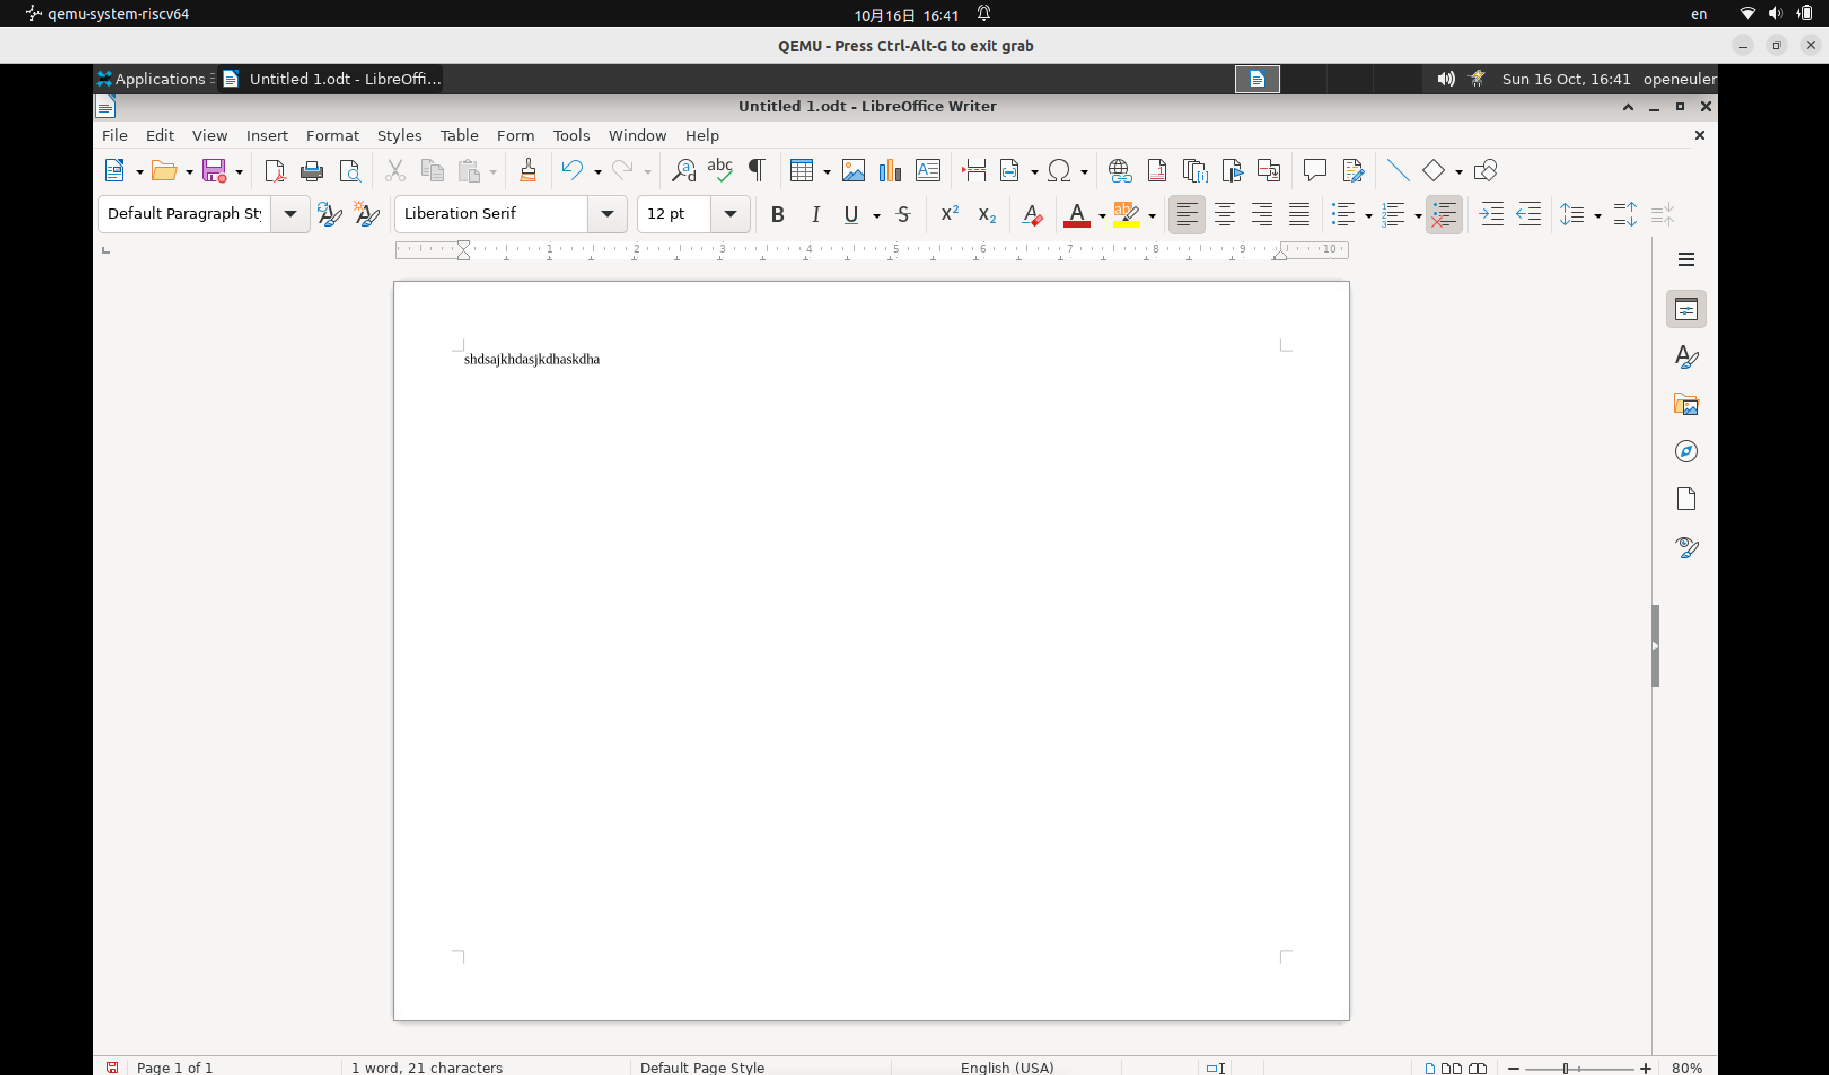 qemu-system-riscv64 10月16日 16:41 en
QEMU - Press Ctrl-Alt-G to exit grab
Applications Untitled 1.odt - LibreOffi... Sun 16 Oct, 16:41 openeuler
Untitled 1.odt - LibreOffice Writer
File Edit View Insert Format Styles Table Form Tools Window Help
Default Paragraph St Liberation Serif 12 pt
1 2 3 4 5 6 7 8 9 10
shdsajkhdasjkdhaskdha
Page 1 of 1 1 word, 21 characters Default Page Style English (USA) 80%